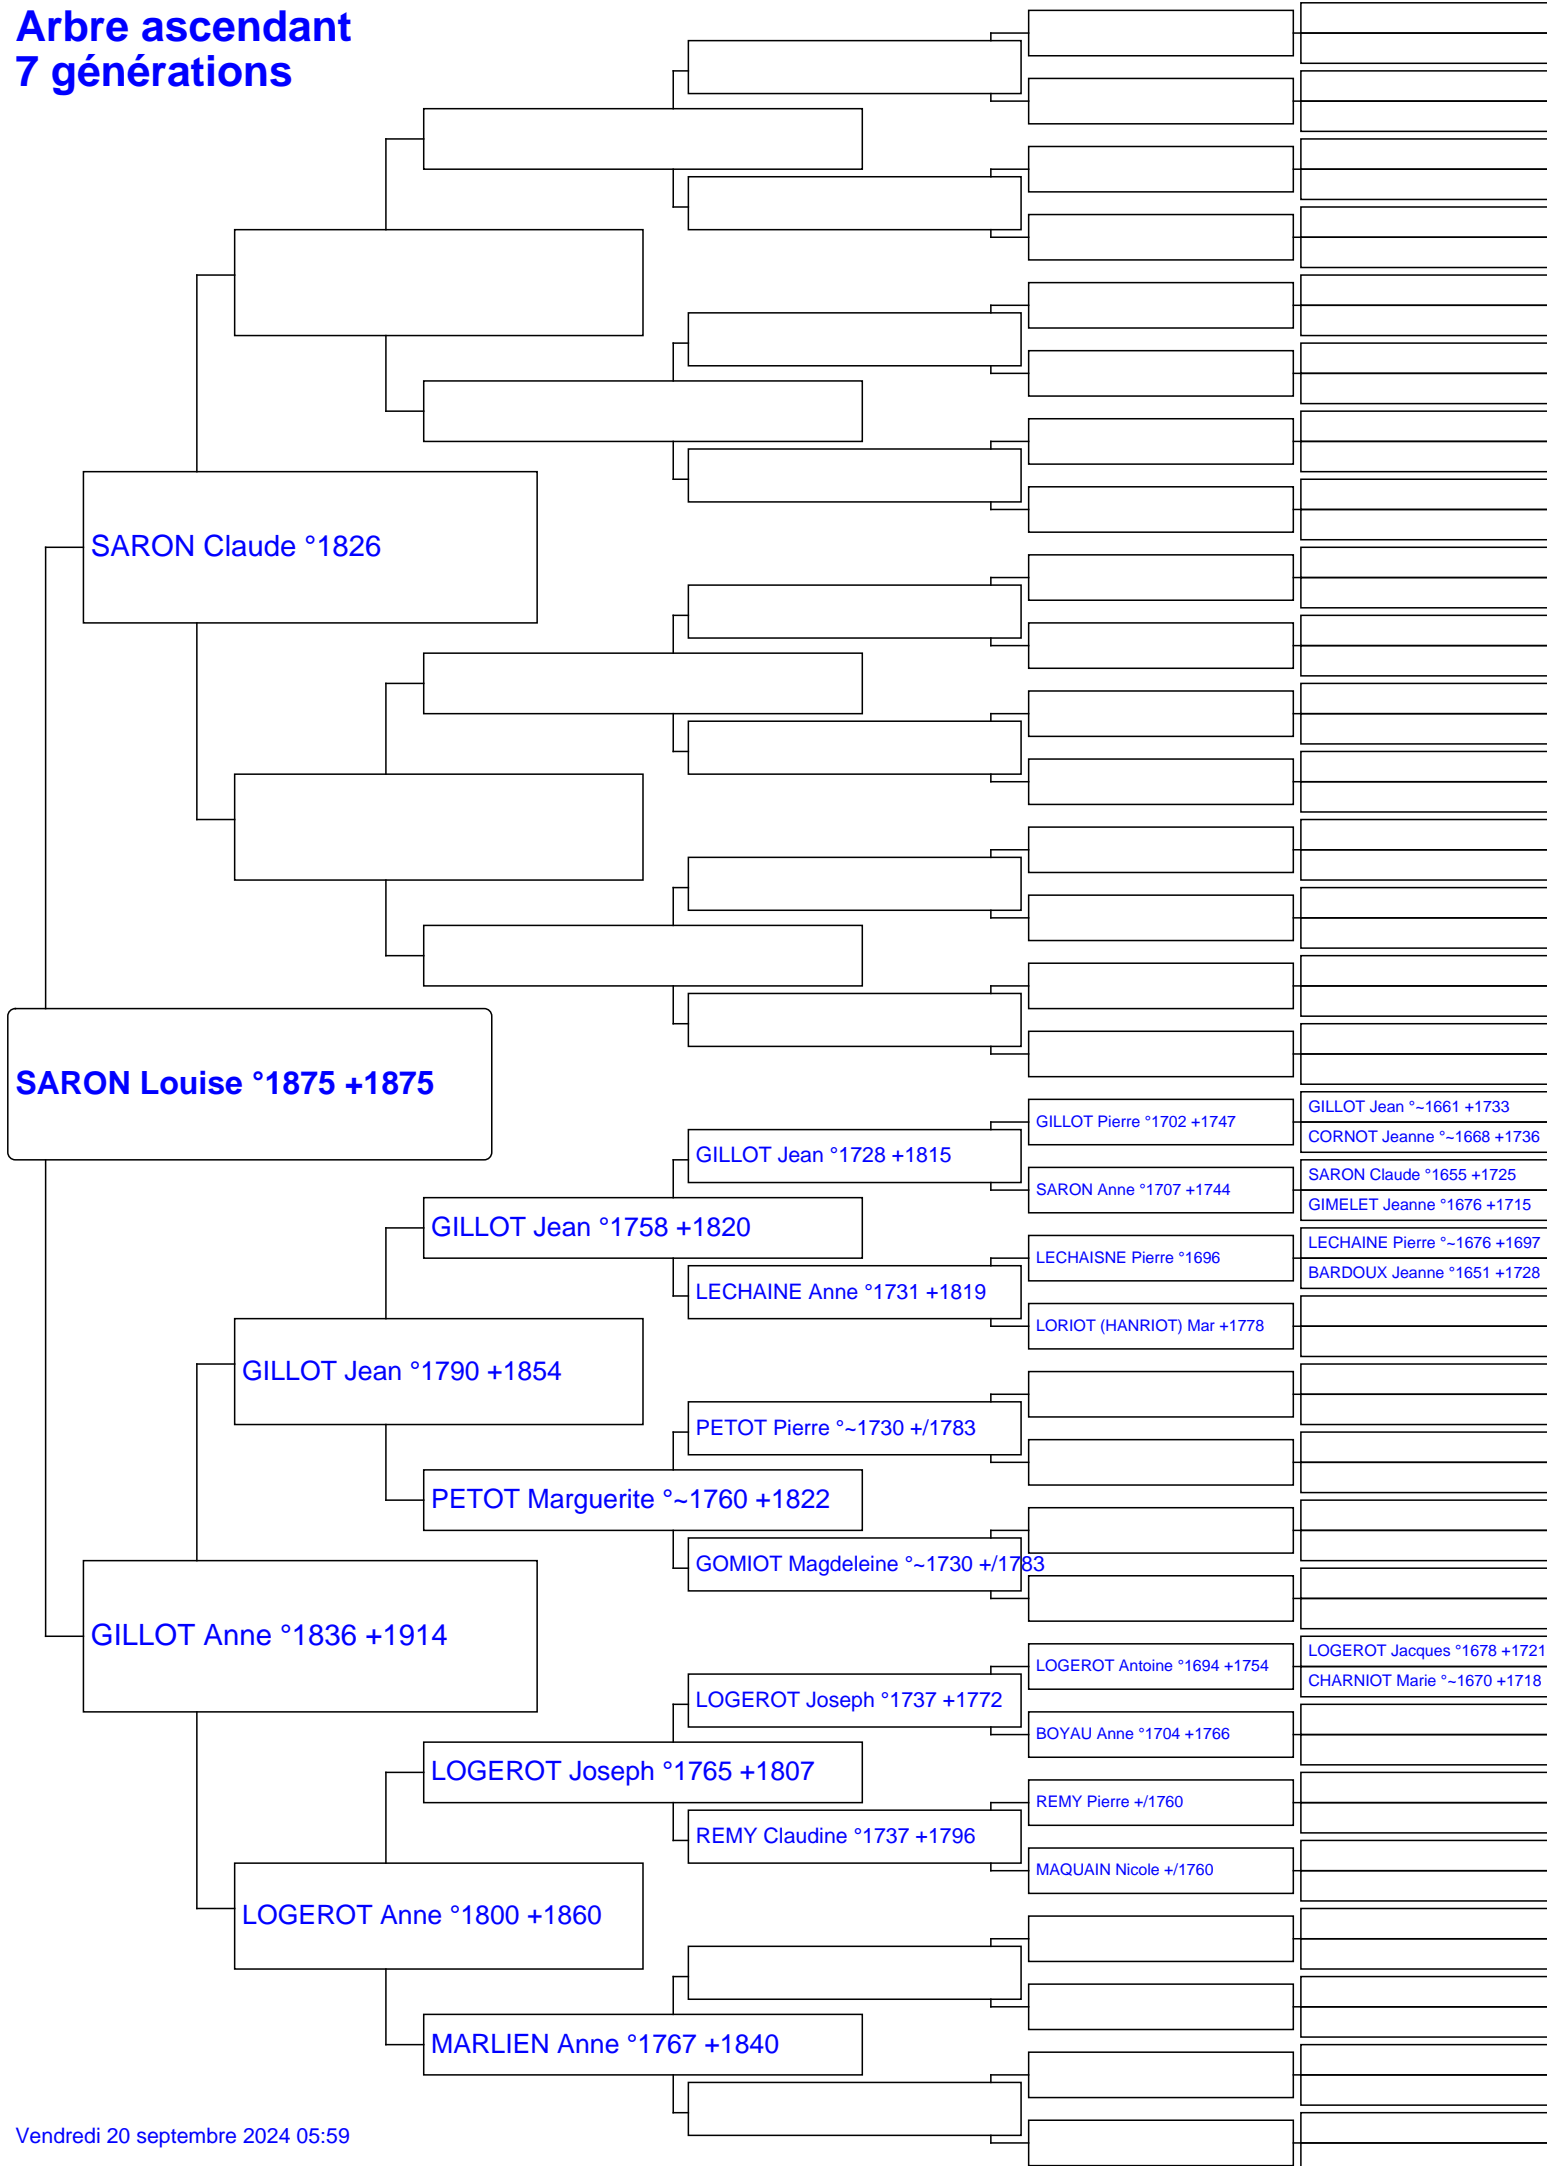 Arbre ascendant
7 générations
SARON Claude °1826
SARON Louise °1875 +1875
GILLOT Jean °~1661 +1733
GILLOT Pierre °1702 +1747
CORNOT Jeanne °~1668 +1736
GILLOT Jean °1728 +1815
SARON Claude °1655 +1725
SARON Anne °1707 +1744
GIMELET Jeanne °1676 +1715
GILLOT Jean °1758 +1820
LECHAINE Pierre °~1676 +1697
LECHAISNE Pierre °1696
BARDOUX Jeanne °1651 +1728
LECHAINE Anne °1731 +1819
LORIOT (HANRIOT) Mar +1778
GILLOT Jean °1790 +1854
PETOT Pierre °~1730 +/1783
PETOT Marguerite °~1760 +1822
GOMIOT Magdeleine °~1730 +/1783
GILLOT Anne °1836 +1914
LOGEROT Jacques °1678 +1721
LOGEROT Antoine °1694 +1754
CHARNIOT Marie °~1670 +1718
LOGEROT Joseph °1737 +1772
BOYAU Anne °1704 +1766
LOGEROT Joseph °1765 +1807
REMY Pierre +/1760
REMY Claudine °1737 +1796
MAQUAIN Nicole +/1760
LOGEROT Anne °1800 +1860
MARLIEN Anne °1767 +1840
Vendredi 20 septembre 2024 05:59